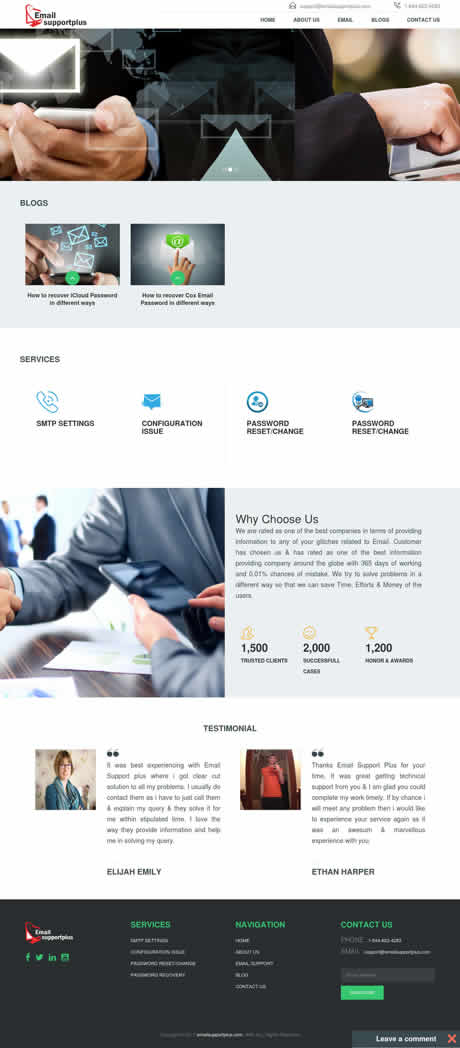 support@emailsupportplus.com
Email
supportplus
HOME ABOUT US EMAIL BLOGS CONTACT US
BLOGS
How to recover iCloud Password
in different ways
How to recover Cox Email
Password in different ways
SERVICES
SMTP SETTINGS
CONFIGURATION
ISSUE
PASSWORD
RESET/CHANGE
PASSWORD
RESET/CHANGE
Why Choose Us
We are rated as one of the best companies in terms of providing
information to any of your glitches related to Email. Customer
has chosen us & has rated as one of the best information
providing company around the globe with 365 days of working
and 0.01% chances of mistake. We try to solve problems in a
different way so that we can save Time, Efforts & Money of the
users.
1,500
TRUSTED CLIENTS
2,000
SUCCESSFULL
CASES
1,200
HONOR & AWARDS
TESTIMONIAL
It was best experiencing with Email
Support plus where i got clear cut
solution to all my problems. I usually do
contact them as i have to just call them
& explain my query & they solve it for
me within stipulated time. I love the
way they provide information and help
me in solving my query.
ELIJAH EMILY
Thanks Email Support Plus for your
time, It was great getting technical
support from you & I am glad you could
complete my work timely. If by chance i
will meet any problem then i would like
to experience your service again as it
was an awesum & marvellous
experience with you.
ETHAN HARPER
Email
supportplus
SERVICES
SMTP SETTINGS
CONFIGURATION ISSUE
PASSWORD RESET/CHANGE
PASSWORD RECOVERY
NAVIGATION
HOME
ABOUT US
EMAIL SUPPORT
BLOG
CONTACT US
CONTACT US
PHONE
EMAIL support@emailsupportplus.com
emailsupportplus.com
All Rights Reserved
Leave a comment